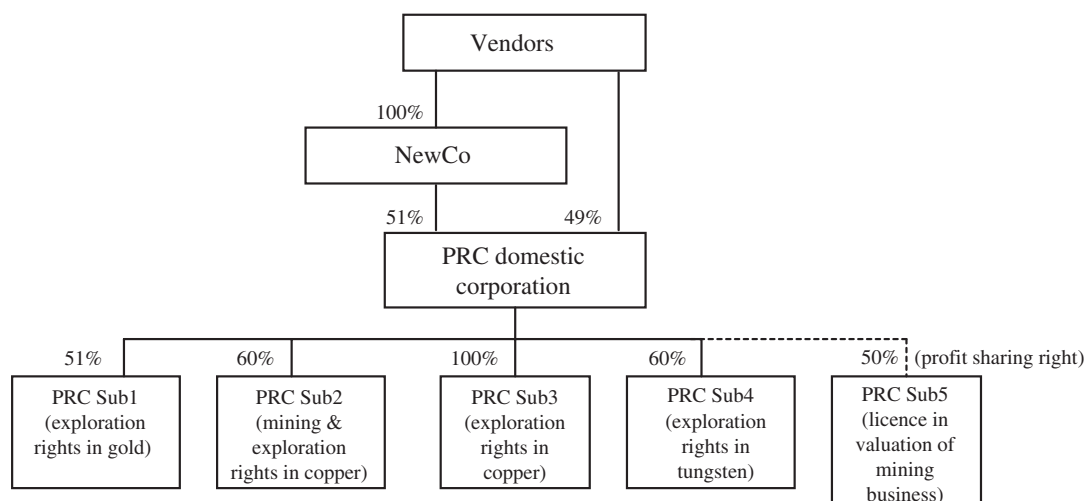 Vendors
100%
NewCo
51%
49%
PRC domestic
corporation
51%
60%
100%
60%
50%
(profit sharing right)
PRC Sub1
(exploration
rights in gold)
PRC Sub2
(mining &
exploration
rights in copper)
PRC Sub3
(exploration
rights in
copper)
PRC Sub4
(exploration
rights in
tungsten)
PRC Sub5
(licence in
valuation of
mining
business)